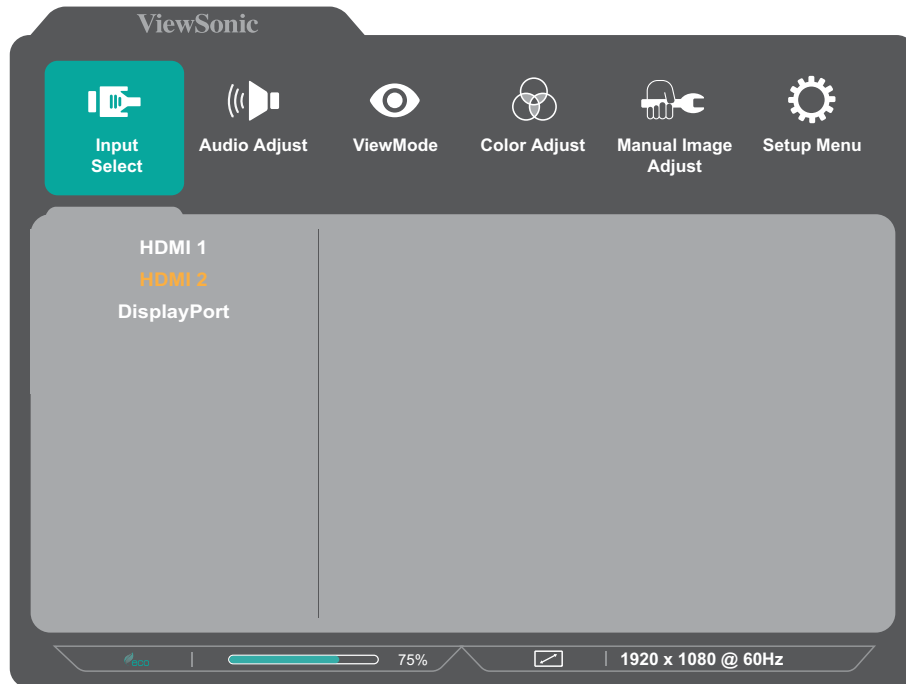 ViewSonic
Input
Select
Audio Adjust
ViewMode
Color Adjust
Manual Image
Adjust
Setup Menu
HDMI 1
HDMI 2
DisplayPort
eco
75%
1920 x 1080 @ 60Hz